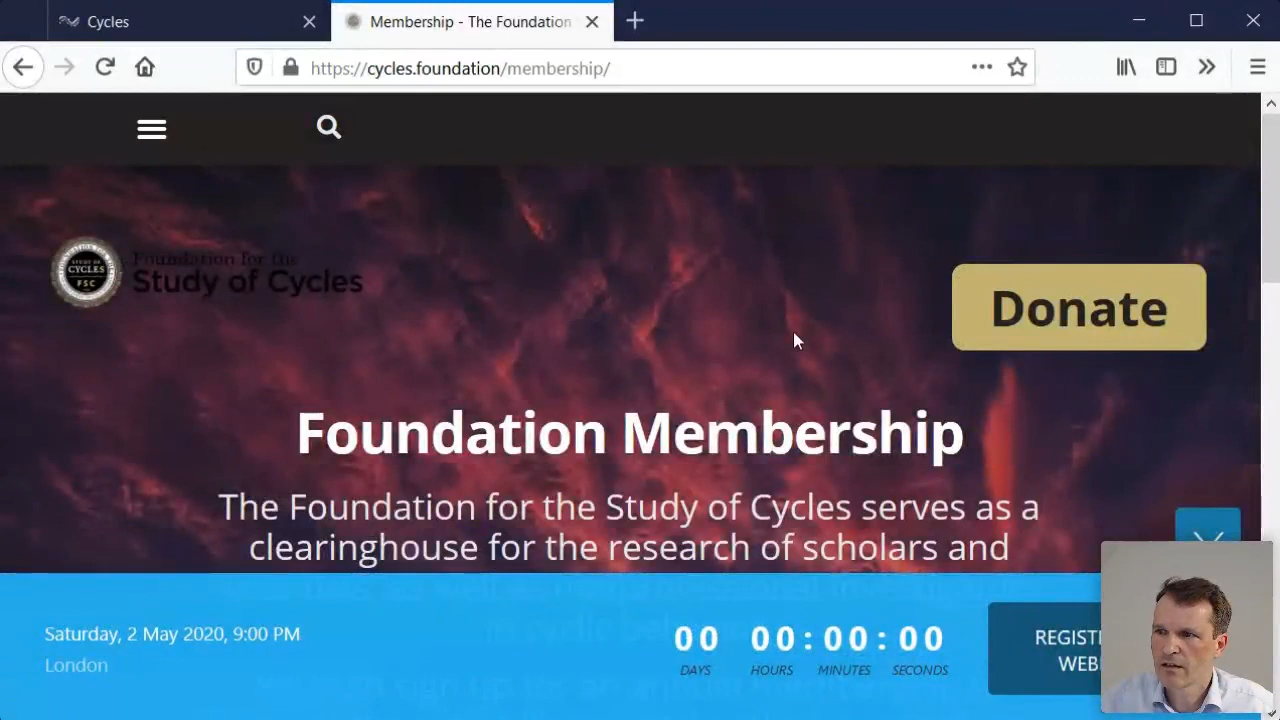 Cycles
Membership - The Foundation
https://cycles.foundation/membership/
STUDY OF
CYCLES
FSC
Foundation for the
Study of Cycles
Donate
Foundation Membership
The Foundation for the Study of Cycles serves as a
clearinghouse for the research of scholars and
Saturday, 2 May 2020, 9:00 PM
London
00 00:00:00
DAYS HOURS MINUTES SECONDS
REGIST
WEB